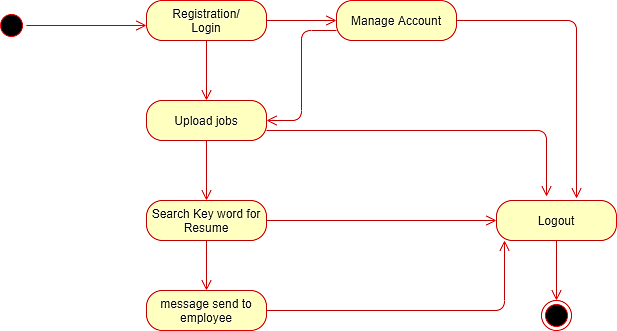 Registration/
Login
Manage Account
Upload jobs
Search Key word for
Resume
Logout
message send to
employee